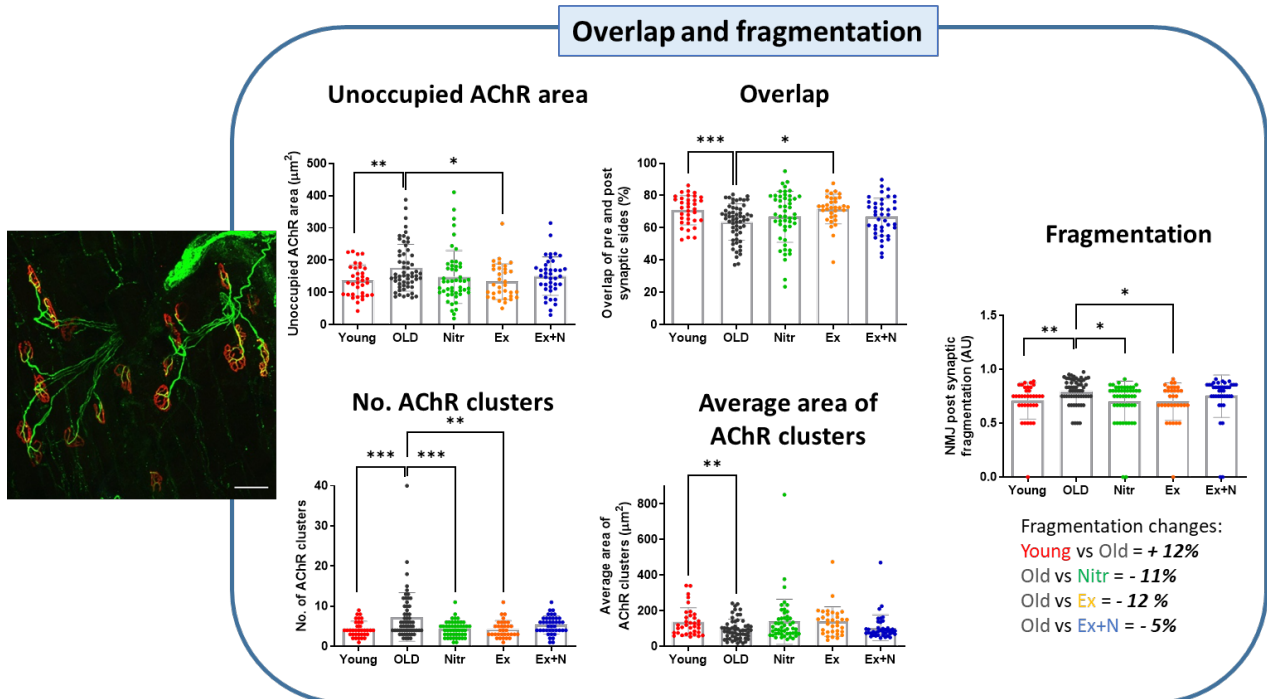 Overlap and fragmentation
Unoccupied AChR area
** *
Unoccupied AChR area (µm²)
500
400
300
200
100
0
Young OLD Nitr Ex Ex+N
Overlap
*** *
Overlap of pre and post
synaptic sides (%)
100
80
60
40
20
0
Young OLD Nitr Ex Ex+N
No. AChR clusters
**
*** ***
No. of AChR clusters
40
30
20
10
0
Young OLD Nitr Ex Ex+N
Average area of
AChR clusters
**
Average area of
AChR clusters (µm²)
800
600
400
200
0
Young OLD Nitr Ex Ex+N
Fragmentation
*
** *
NMJ post synaptic
fragmentation (AU)
1.5
1.0
0.5
0.0
Young OLD Nitr Ex Ex+N
Fragmentation changes:
Young vs Old = + 12%
Old vs Nitr = - 11%
Old vs Ex = - 12 %
Old vs Ex+N = - 5%